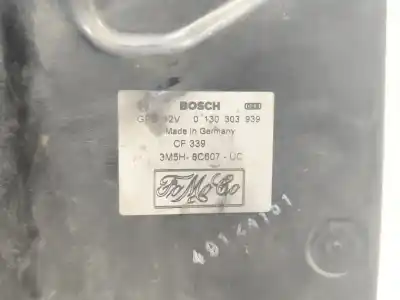 BOSCH
12V 0 130 303 939
Made in Germany
CF 339
3M5H-8C607-UC
FoMoCo